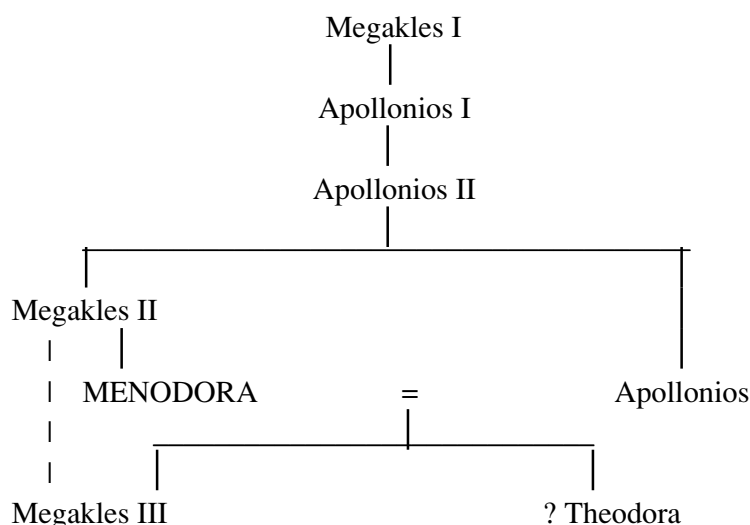 Megakles I
Apollonios I
Apollonios II
Megakles II
MENODORA = Apollonios
Megakles III ? Theodora